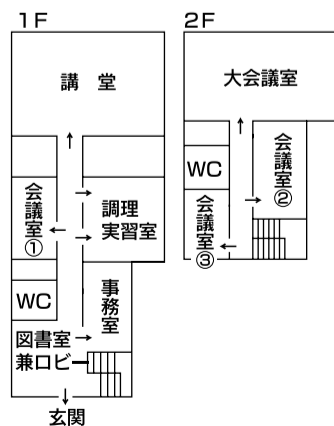 1F
講堂
会議室①
調理
実習室
WC
事務室
図書室
兼ロビー
玄関
2F
大会議室
WC
会議室②
会議室③